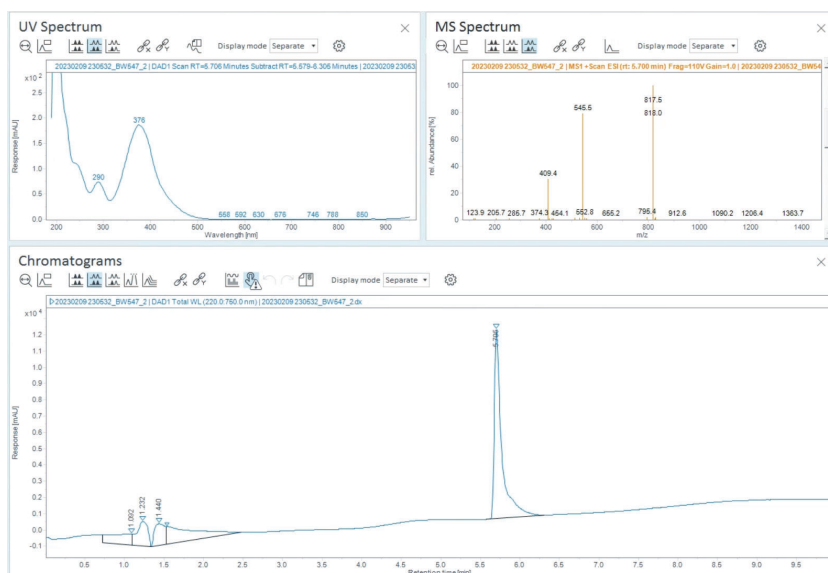 UV Spectrum
Display mode Separate
20230209 230532_BW547_2 | DAD1 Scan RT=5.706 Minutes Subtract RT=5.579-6.305 Minutes | 20230209 23053
x10²
2.5
2.0
1.5
1.0
0.5
0.0
Response [mAU]
376
290
568 592 630 676 746 788 850
200 300 400 500 600 700 800 900
Wavelength [nm]
MS Spectrum
Display mode Separate
20230209 230532_BW547_2 | MS1 +Scan ESI (rt: 5.700 min) Frag=110V Gain=1.0 | 20230209 230532_BW54
100
80
60
40
20
0
rel. Abundance [%]
817.5
545.5
818.0
409.4
123.9 205.7 286.7 374.3 454.1 552.8 655.2 795.4 912.6 1090.2 1206.4 1363.7
200 400 600 800 1000 1200 1400
m/z
Chromatograms
Display mode Separate
20230209 230532_BW547_2 | DAD1 Total WL (220.0:750.0 nm) | 20230209 230532_BW547_2.dx
x10⁴
1.2
1.1
1.0
0.9
0.8
0.7
0.6
0.5
0.4
0.3
0.2
0.1
0.0
-0.1
Response [mAU]
1.092
1.232
1.440
5.706
0.5 1.0 1.5 2.0 2.5 3.0 3.5 4.0 4.5 5.0 5.5 6.0 6.5 7.0 7.5 8.0 8.5 9.0 9.5
Retention time [min]